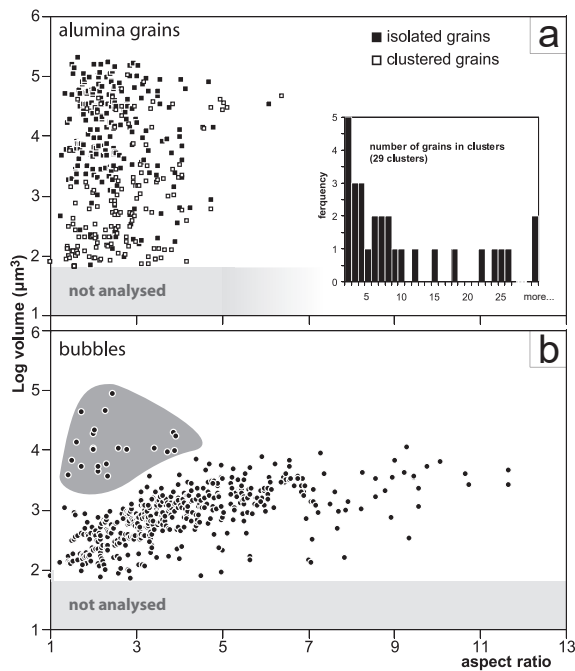 alumina grains
a
isolated grains
clustered grains
number of grains in clusters
(29 clusters)
ferquency
5
4
3
2
1
0
5 10 15 20 25 more...
6
5
4
3
2
1
not analysed
Log volume (µm³)
bubbles
b
6
5
4
3
2
1
not analysed
1 3 5 7 9 11 13
aspect ratio